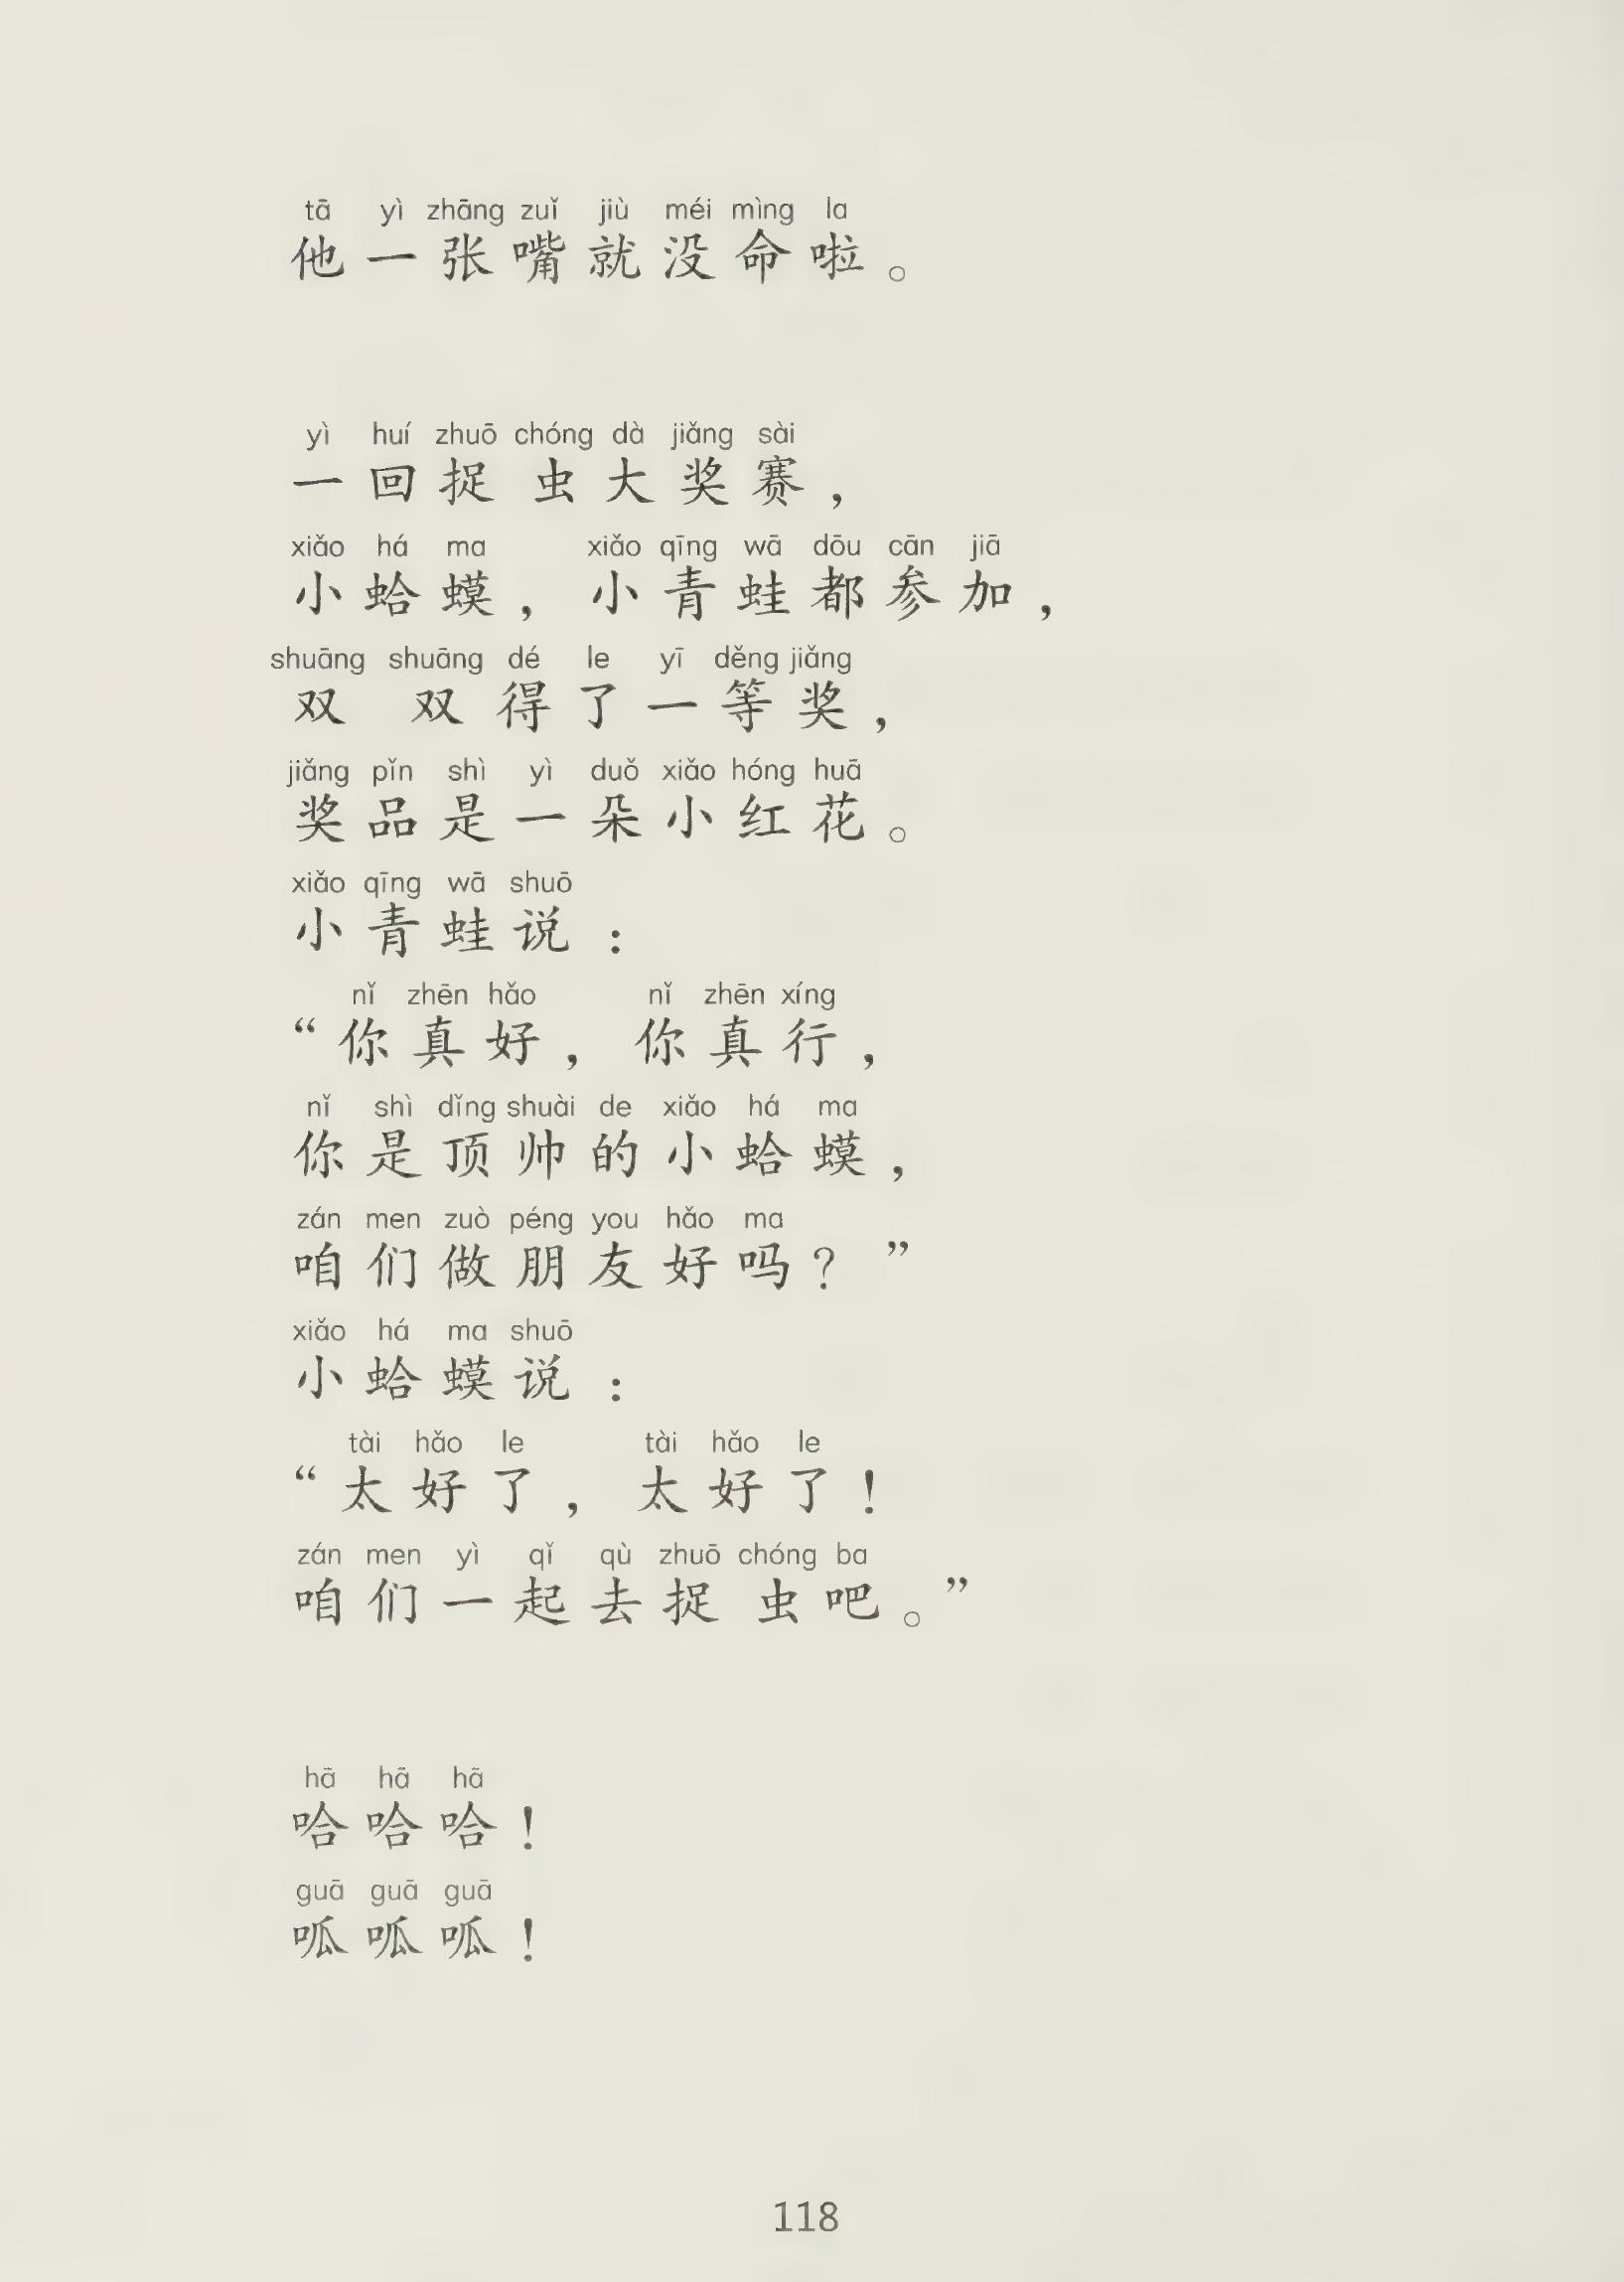 tā yì zhāng zuǐ jiù méi mìng la
他一张嘴就没命啦。
yì huí zhuō chóng dà jiǎng sài
一回捉虫大奖赛，
xiǎo há ma xiǎo qīng wā dōu cān jiā
小蛤蟆，小青蛙都参加，
shuāng shuāng dé le yī děng jiǎng
双双得了一等奖，
jiǎng pǐn shì yì duǒ xiǎo hóng huā
奖品是一朵小红花。
xiǎo qīng wā shuō
小青蛙说：
nǐ zhēn hǎo nǐ zhēn xíng
“你真好，你真行，
nǐ shì dǐng shuài de xiǎo há ma
你是顶帅的小蛤蟆，
zán men zuò péng you hǎo ma
咱们做朋友好吗？”
xiǎo há ma shuō
小蛤蟆说：
tài hǎo le tài hǎo le
“太好了，太好了！
zán men yì qǐ qù zhuō chóng ba
咱们一起去捉虫吧。”
hā hā hā
哈哈哈！
guā guā guā
呱呱呱！
118